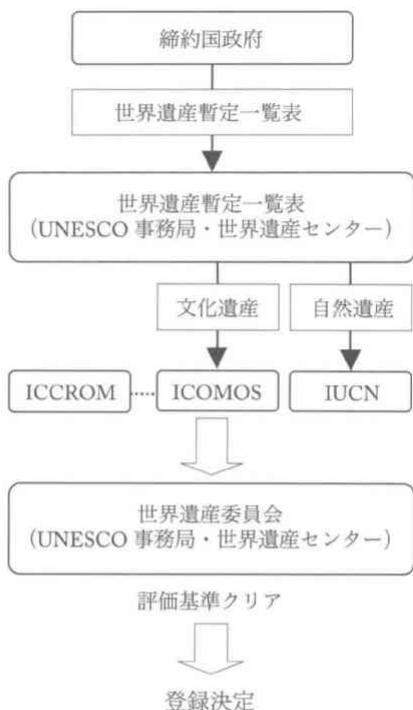 締約国政府
世界遺産暫定一覧表
世界遺産暫定一覧表
（UNESCO 事務局・世界遺産センター）
文化遺産
自然遺産
ICCROM
ICOMOS
IUCN
世界遺産委員会
（UNESCO 事務局・世界遺産センター）
評価基準クリア
登録決定